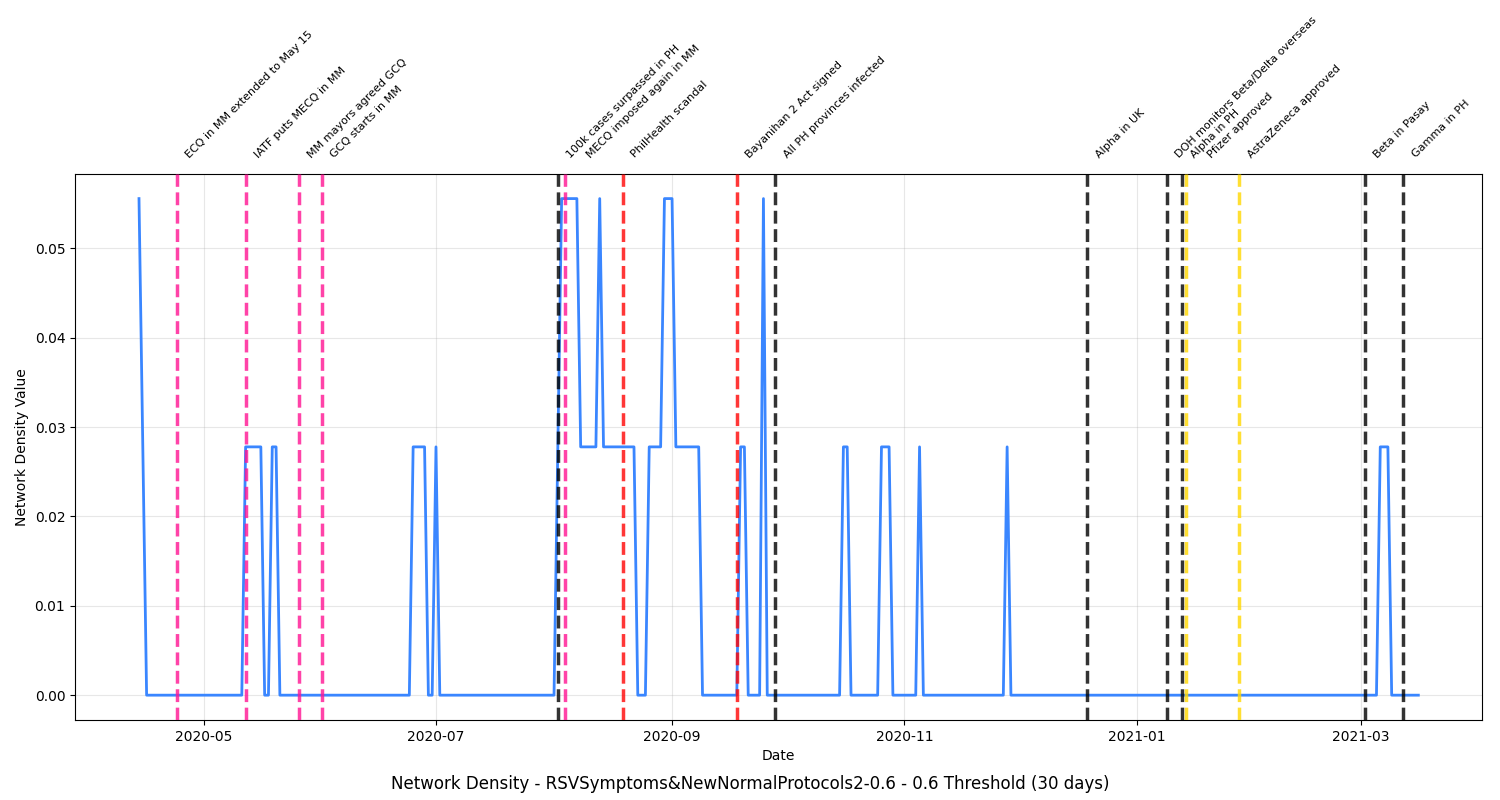 ECQ in MM extended to May 15
IATF puts MECQ in MM
MM mayors agreed GCQ
GCQ starts in MM
100k cases surpassed in PH
MECQ imposed again in MM
PhilHealth scandal
Bayanihan 2 Act signed
All PH provinces infected
Alpha in UK
DOH monitors Beta/Delta overseas
Alpha in PH
Pfizer approved
AstraZeneca approved
Beta in Pasay
Gamma in PH
Network Density Value
0.05
0.04
0.03
0.02
0.01
0.00
2020-05
2020-07
2020-09
2020-11
2021-01
2021-03
Date
Network Density - RSVSymptoms&NewNormalProtocols2-0.6 - 0.6 Threshold (30 days)